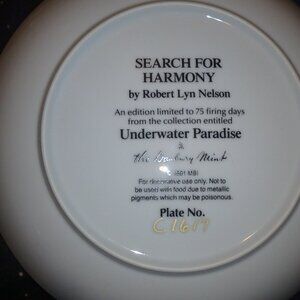 SEARCH FOR
HARMONY
by Robert Lyn Nelson
An edition limited to 75 firing days
from the collection entitled
Underwater Paradise
The Danbury Mint
MBI
For decorative use only. Not to
be used with food due to metallic
pigments which may be poisonous.
Plate No.
C1617